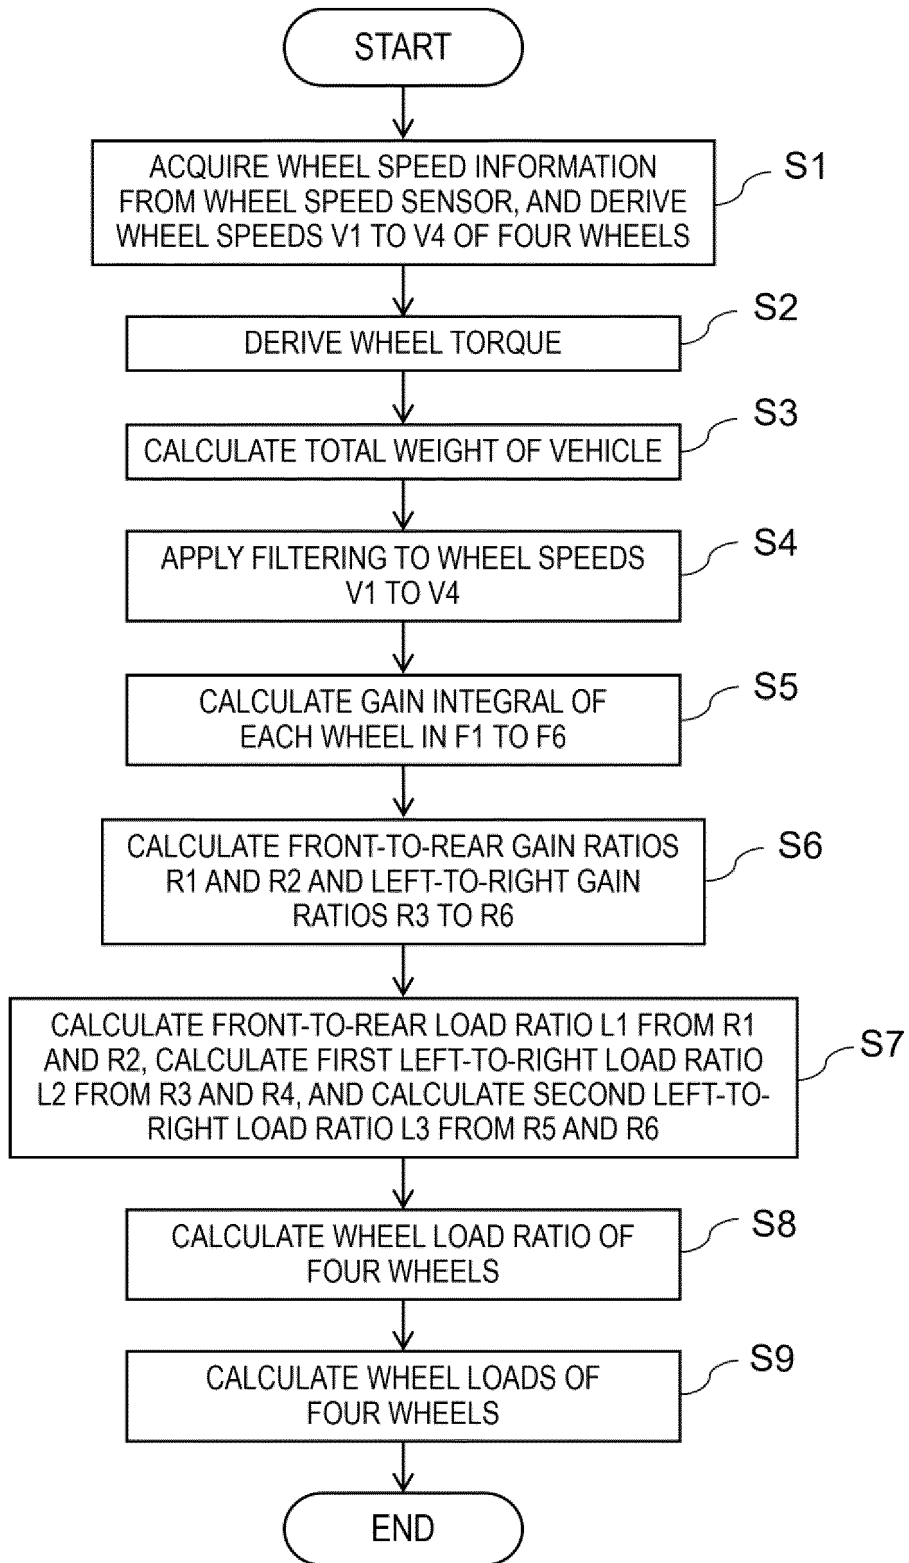 START
ACQUIRE WHEEL SPEED INFORMATION
FROM WHEEL SPEED SENSOR, AND DERIVE
WHEEL SPEEDS V1 TO V4 OF FOUR WHEELS
S1
DERIVE WHEEL TORQUE
S2
CALCULATE TOTAL WEIGHT OF VEHICLE
S3
APPLY FILTERING TO WHEEL SPEEDS
V1 TO V4
S4
CALCULATE GAIN INTEGRAL OF
EACH WHEEL IN F1 TO F6
S5
CALCULATE FRONT-TO-REAR GAIN RATIOS
R1 AND R2 AND LEFT-TO-RIGHT GAIN
RATIOS R3 TO R6
S6
CALCULATE FRONT-TO-REAR LOAD RATIO L1 FROM R1
AND R2, CALCULATE FIRST LEFT-TO-RIGHT LOAD RATIO
L2 FROM R3 AND R4, AND CALCULATE SECOND LEFT-TO-
RIGHT LOAD RATIO L3 FROM R5 AND R6
S7
CALCULATE WHEEL LOAD RATIO OF
FOUR WHEELS
S8
CALCULATE WHEEL LOADS OF
FOUR WHEELS
S9
END